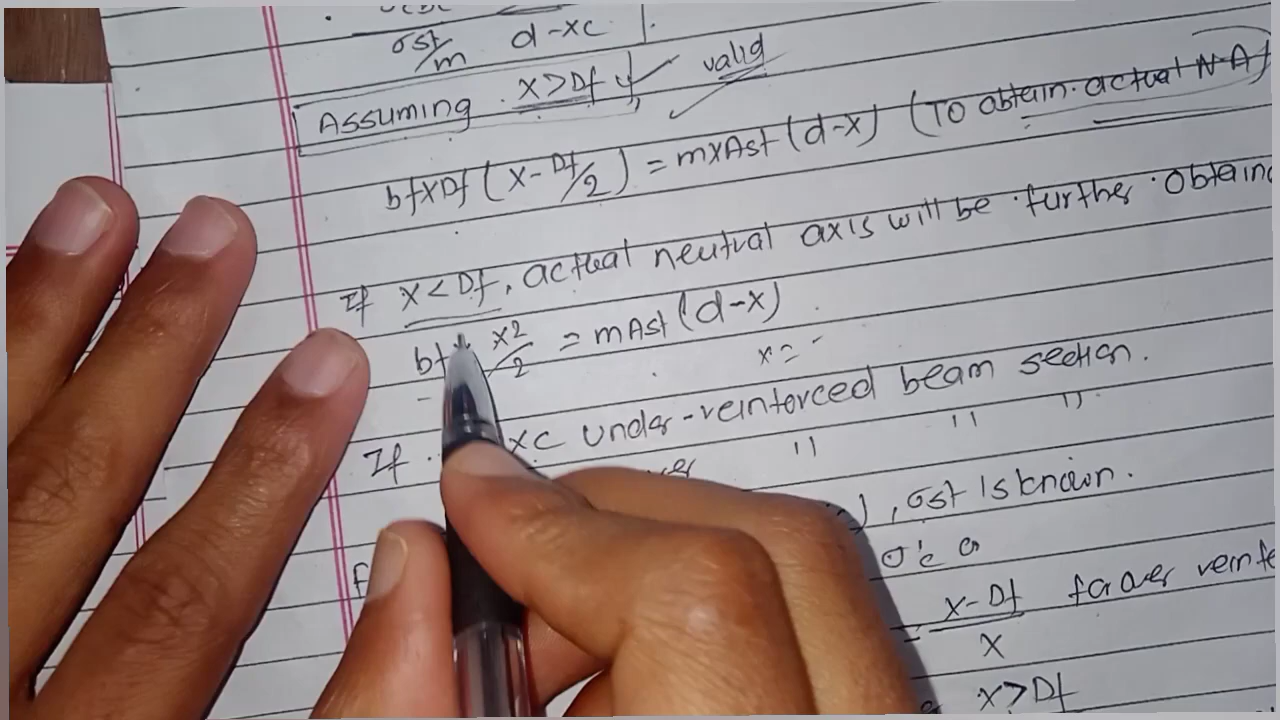 σst/m d-xc
Assuming x>Df valid
bf×Df (x-Df/2) = m×Ast (d-x) (To obtain actual N-A)
If x<Df, actual neutral axis will be further
bf x2/2 = mAst (d-x)
x = -
If xc under-reinforced beam section.
" " "
, σst is known.
σ'c
= x-Df/x for over
x>Df